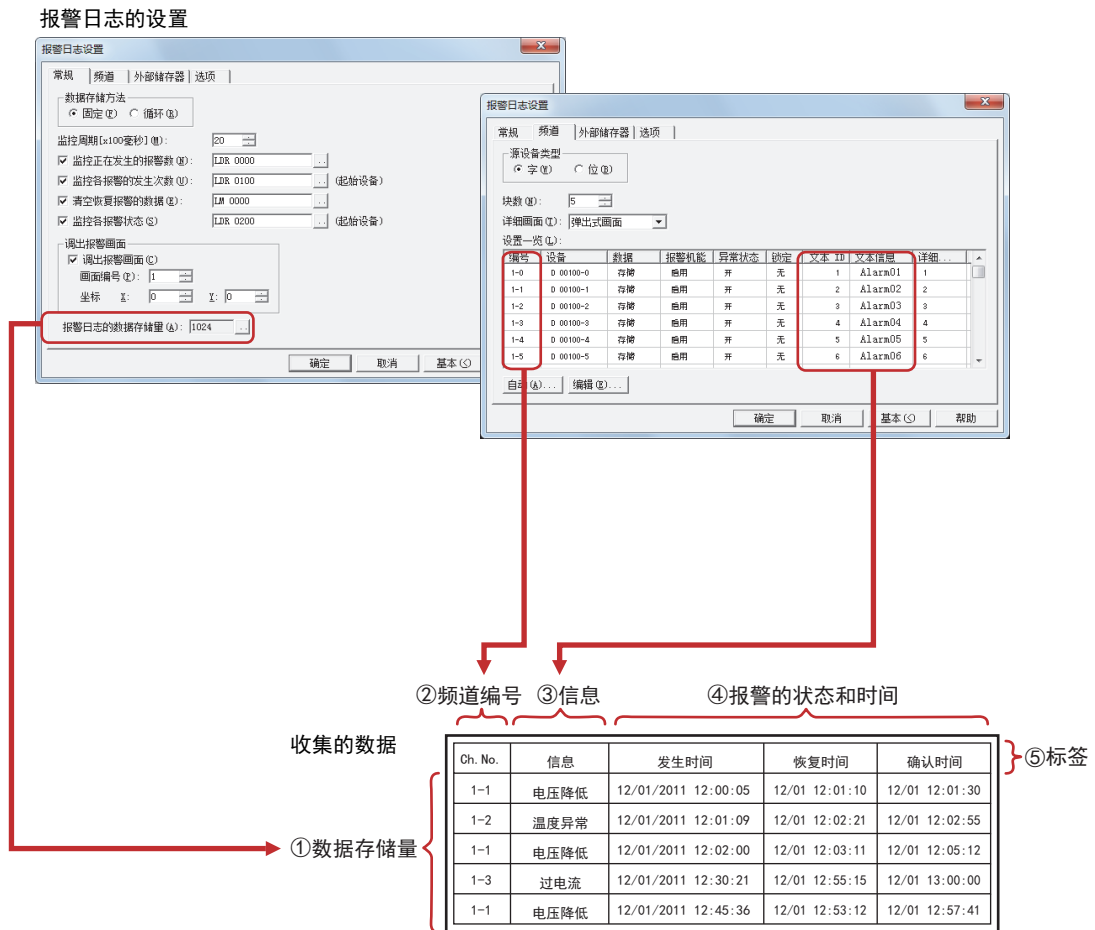 报警日志的设置
报警日志设置
常规 频道 外部储存器 选项
数据存储方法
固定(F) 循环(R)
监控周期[x100毫秒](M): 20
监控正在发生的报警数(N): LDR 0000 ..
监控各报警的发生次数(U): LDR 0100 .. (起始设备)
清空恢复报警的数据(E): LM 0000 ..
监控各报警状态(S) LDR 0200 .. (起始设备)
调出报警画面
调出报警画面(C)
画面编号(P): 1
坐标 X: 0 Y: 0
报警日志的数据存储量(A): 1024 ..
确定 取消 基本(<)
报警日志设置
常规 频道 外部储存器 选项
源设备类型
字(W) 位(B)
块数(N): 5
详细画面(T): 弹出式画面
设置一览(L):
编号 设备 数据 报警机能 异常状态 锁定 文本 ID 文本信息 详细...
1-0 D 00100-0 存储 启用 开 无 1 Alarm01 1
1-1 D 00100-1 存储 启用 开 无 2 Alarm02 2
1-2 D 00100-2 存储 启用 开 无 3 Alarm03 3
1-3 D 00100-3 存储 启用 开 无 4 Alarm04 4
1-4 D 00100-4 存储 启用 开 无 5 Alarm05 5
1-5 D 00100-5 存储 启用 开 无 6 Alarm06 6
自动(A)... 编辑(E)...
确定 取消 基本(<) 帮助
②频道编号 ③信息 ④报警的状态和时间
收集的数据
⑤标签
Ch. No. 信息 发生时间 恢复时间 确认时间
1-1 电压降低 12/01/2011 12:00:05 12/01 12:01:10 12/01 12:01:30
1-2 温度异常 12/01/2011 12:01:09 12/01 12:02:21 12/01 12:02:55
①数据存储量
1-1 电压降低 12/01/2011 12:02:00 12/01 12:03:11 12/01 12:05:12
1-3 过电流 12/01/2011 12:30:21 12/01 12:55:15 12/01 13:00:00
1-1 电压降低 12/01/2011 12:45:36 12/01 12:53:12 12/01 12:57:41